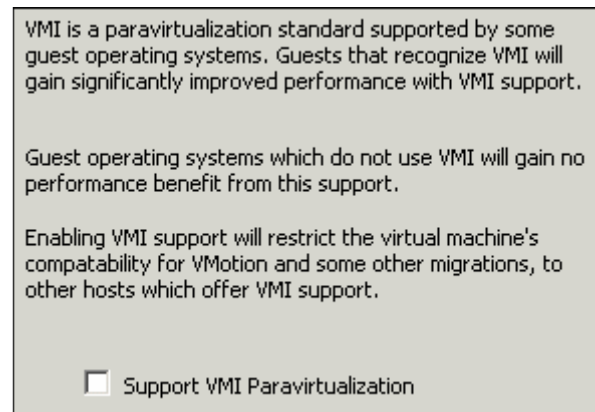 VMI is a paravirtualization standard supported by some
guest operating systems. Guests that recognize VMI will
gain significantly improved performance with VMI support.
Guest operating systems which do not use VMI will gain no
performance benefit from this support.
Enabling VMI support will restrict the virtual machine's
compatability for VMotion and some other migrations, to
other hosts which offer VMI support.
Support VMI Paravirtualization